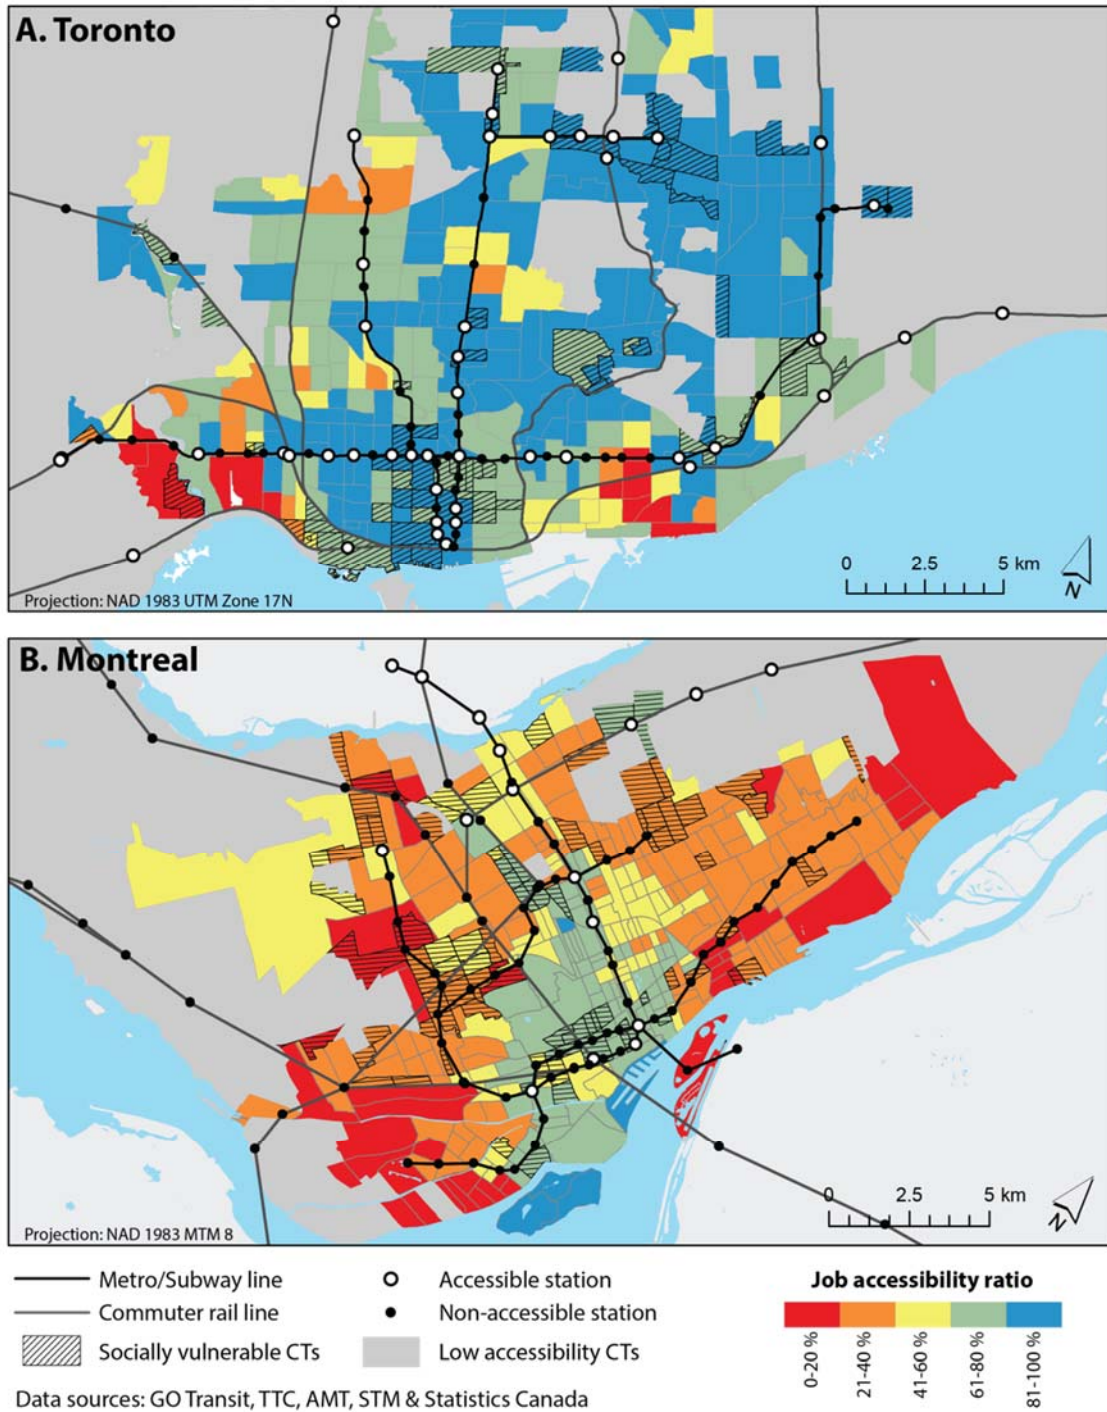 A. Toronto
0 2.5 5 km
N
Projection: NAD 1983 UTM Zone 17N
B. Montreal
0 2.5 5 km
N
Projection: NAD 1983 MTM 8
Metro/Subway line
Accessible station
Job accessibility ratio
Commuter rail line
Non-accessible station
Socially vulnerable CTs
Low accessibility CTs
0-20 %
21-40 %
41-60 %
61-80 %
81-100 %
Data sources: GO Transit, TTC, AMT, STM & Statistics Canada